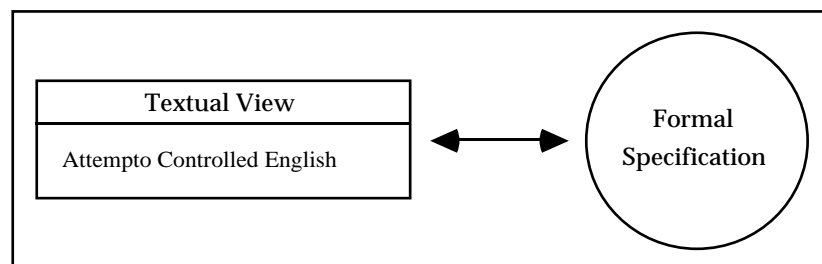 Textual View
Attempto Controlled English
Formal
Specification